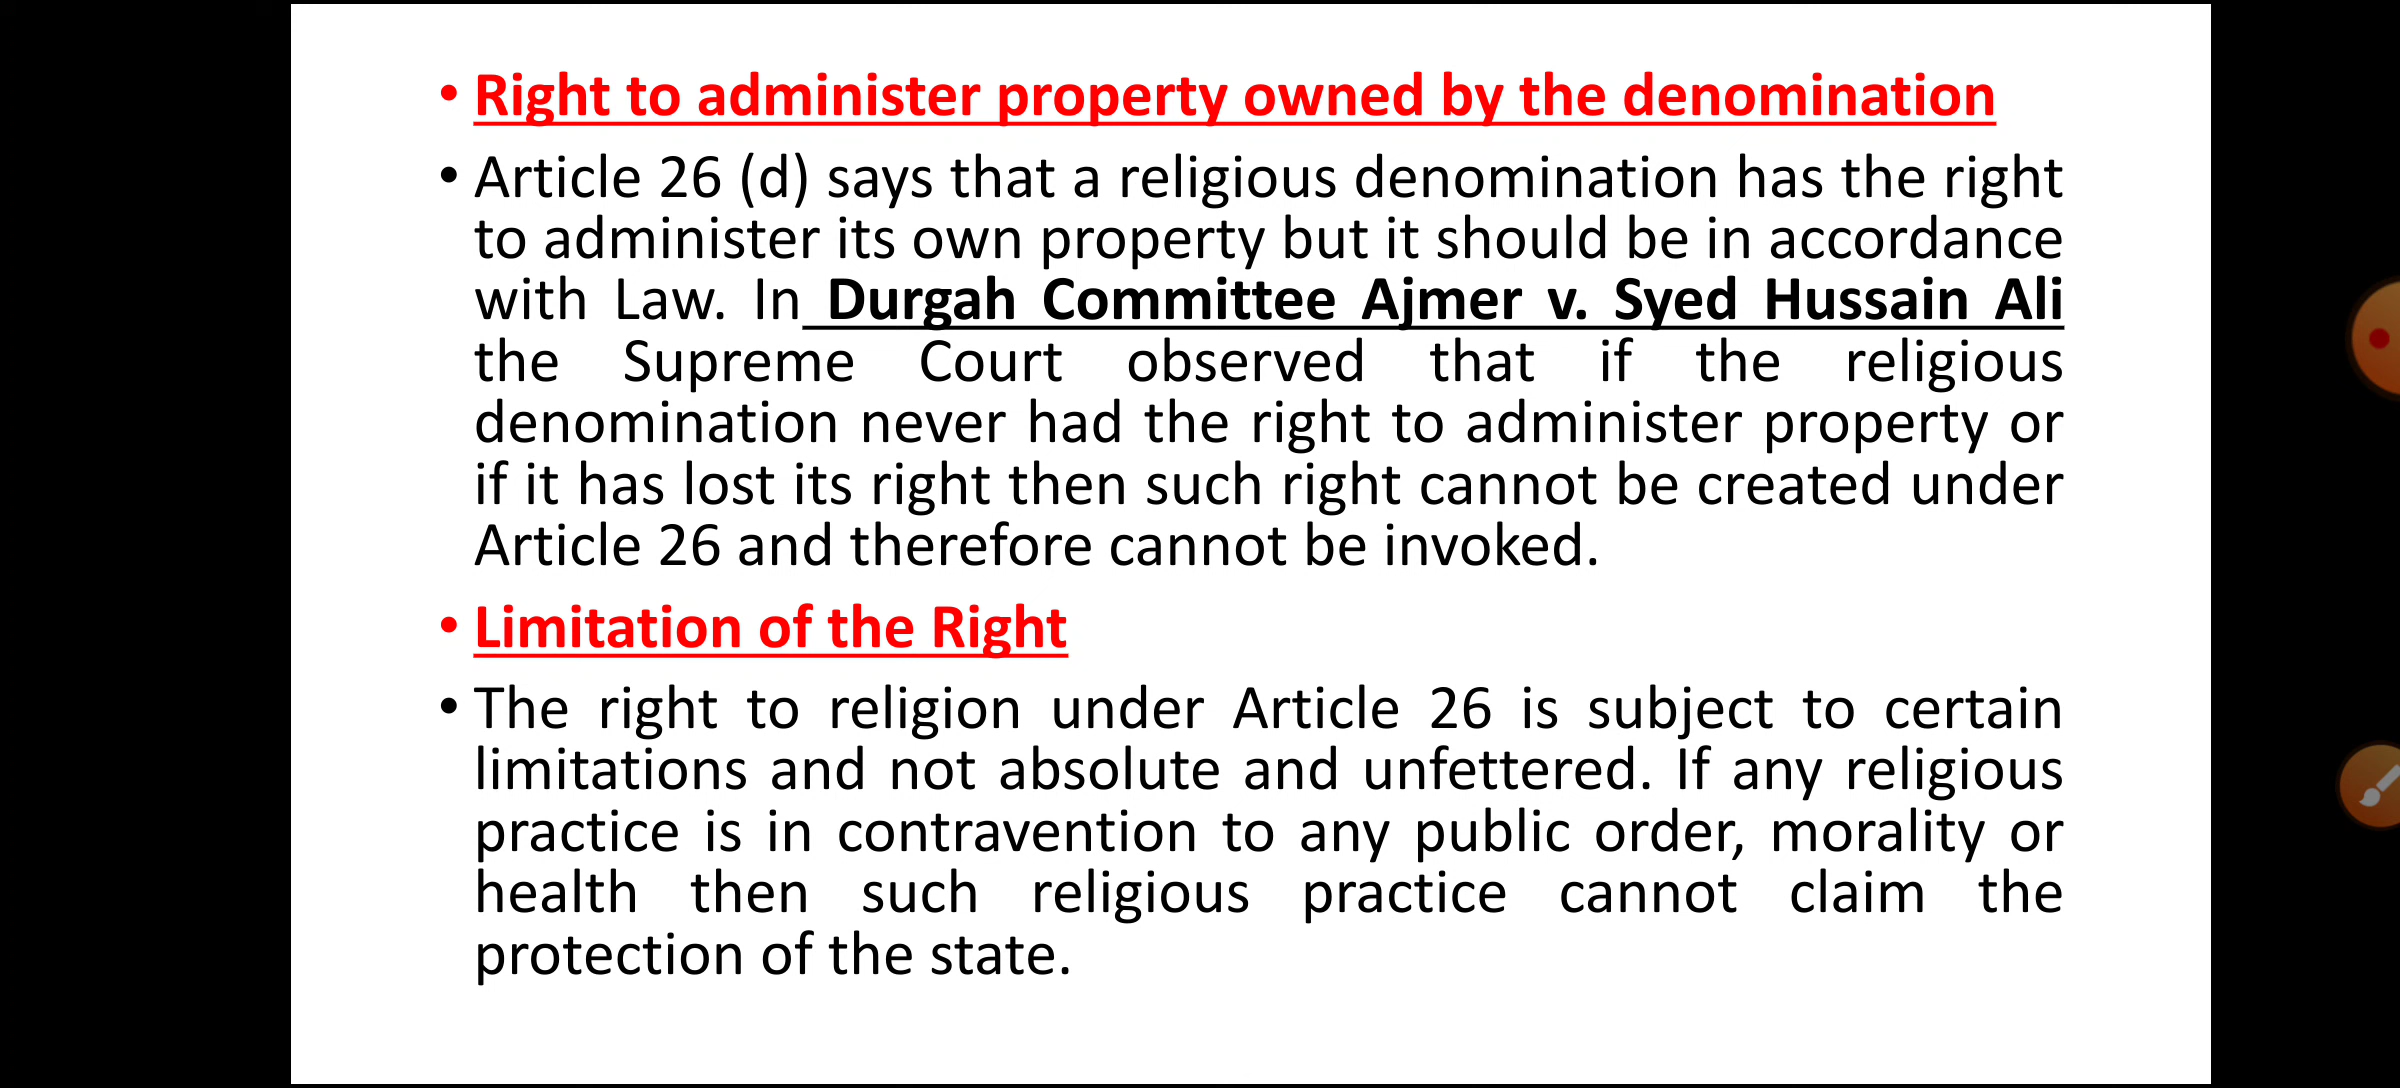 • Right to administer property owned by the denomination
• Article 26 (d) says that a religious denomination has the right
to administer its own property but it should be in accordance
with Law. In Durgah Committee Ajmer v. Syed Hussain Ali
the Supreme Court observed that if the religious
denomination never had the right to administer property or
if it has lost its right then such right cannot be created under
Article 26 and therefore cannot be invoked.
• Limitation of the Right
• The right to religion under Article 26 is subject to certain
limitations and not absolute and unfettered. If any religious
practice is in contravention to any public order, morality or
health then such religious practice cannot claim the
protection of the state.